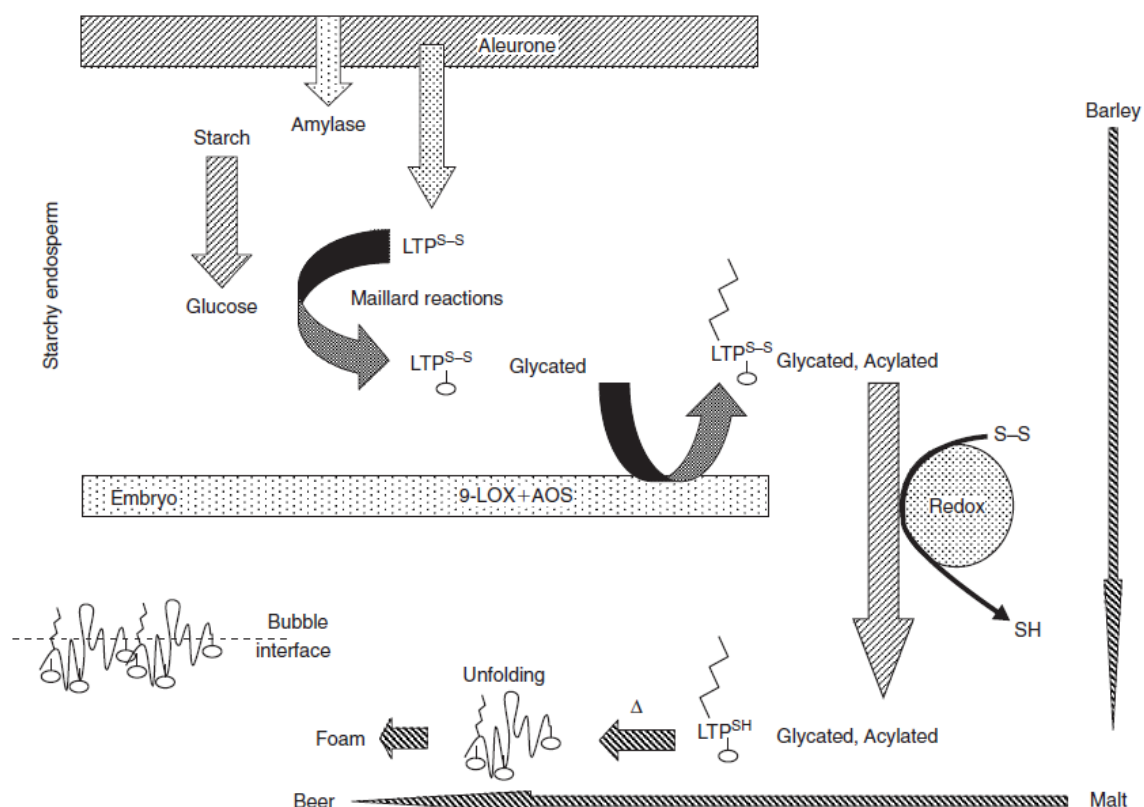 Aleurone
Barley
Amylase
Starch
Starchy endosperm
LTP^S–S
Glucose
Maillard reactions
LTP^S–S
Glycated
LTP^S–S
Glycated, Acylated
S–S
Embryo
9-LOX+AOS
Redox
Bubble
interface
SH
Unfolding
Δ
Foam
LTP^SH
Glycated, Acylated
Beer
Malt